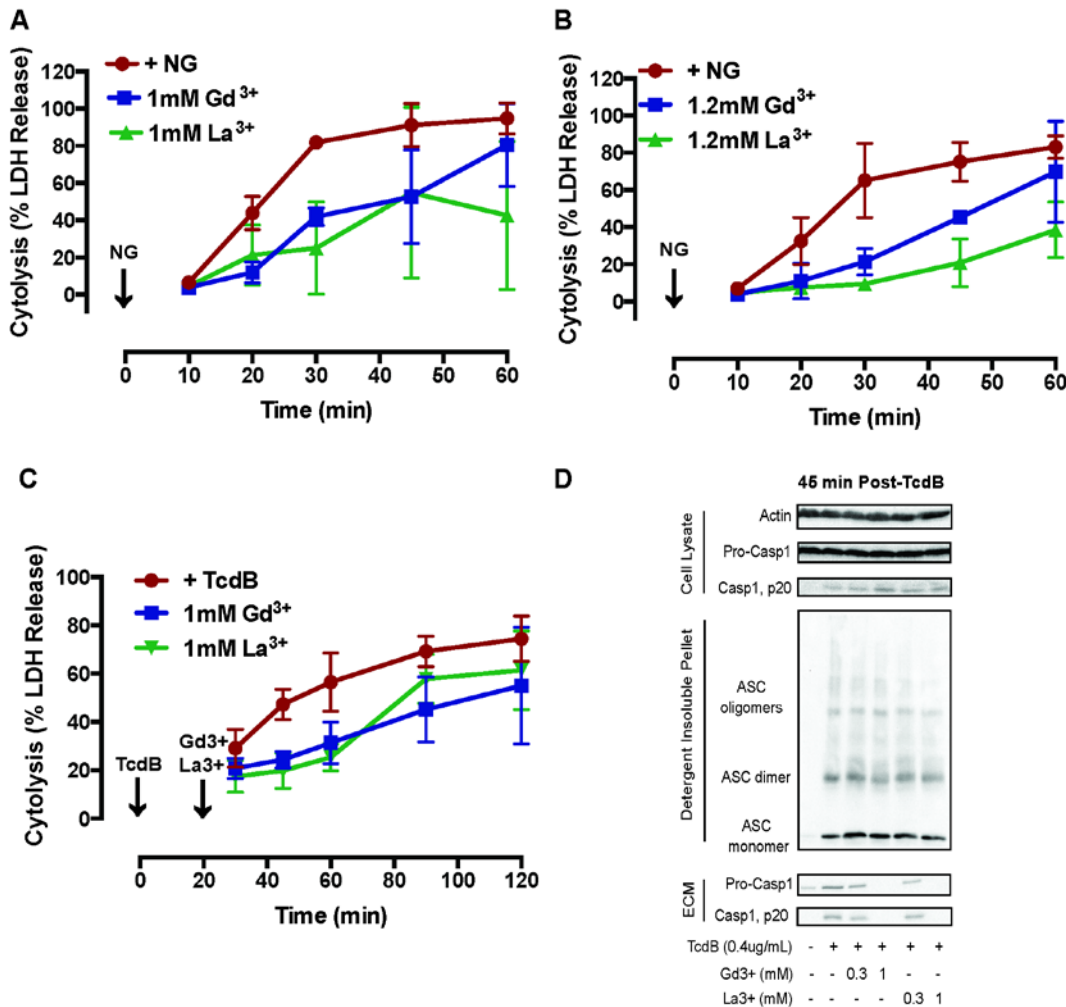 A
+ NG
1mM Gd3+
1mM La3+
Cytolysis (% LDH Release)
120
100
80
60
40
20
0
NG
0 10 20 30 40 50 60
Time (min)
B
+ NG
1.2mM Gd3+
1.2mM La3+
Cytolysis (% LDH Release)
120
100
80
60
40
20
0
NG
0 10 20 30 40 50 60
Time (min)
C
+ TcdB
1mM Gd3+
1mM La3+
Cytolysis (% LDH Release)
100
80
60
40
20
0
TcdB
Gd3+
La3+
0 20 40 60 80 100 120
Time (min)
D
45 min Post-TcdB
Cell Lysate
Actin
Pro-Casp1
Casp1, p20
Detergent Insoluble Pellet
ASC
oligomers
ASC dimer
ASC
monomer
ECM
Pro-Casp1
Casp1, p20
TcdB (0.4ug/mL) - + + + + +
Gd3+ (mM) - - 0.3 1 - -
La3+ (mM) - - - - 0.3 1